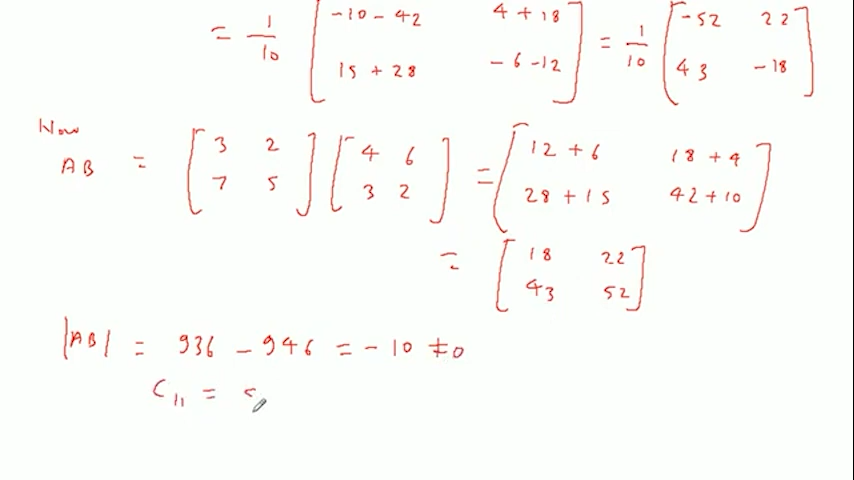 = 1/10 [ -10 - 42   4 + 18 ; 15 + 28   - 6 - 12 ] = 1/10 [ -52   22 ; 43   -18 ]
Now
AB = [ 3   2 ; 7   5 ] [ 4   6 ; 3   2 ] = [ 12 + 6   18 + 4 ; 28 + 15   42 + 10 ]
= [ 18   22 ; 43   52 ]
|AB| = 936 - 946 = - 10 ≠ 0
C₁₁ =